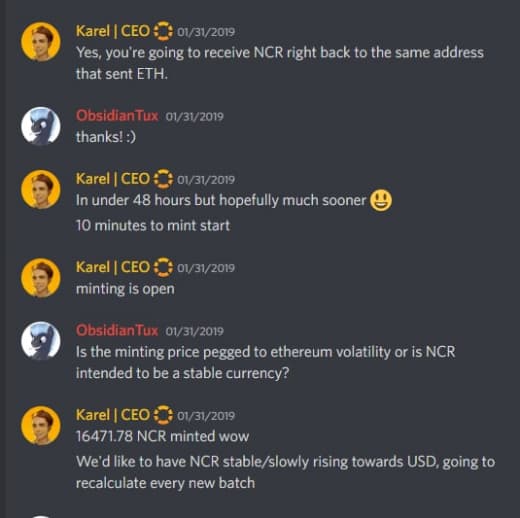 Karel | CEO 01/31/2019
Yes, you're going to receive NCR right back to the same address
that sent ETH.
ObsidianTux 01/31/2019
thanks! :)
Karel | CEO 01/31/2019
In under 48 hours but hopefully much sooner 😃
10 minutes to mint start
Karel | CEO 01/31/2019
minting is open
ObsidianTux 01/31/2019
Is the minting price pegged to ethereum volatility or is NCR
intended to be a stable currency?
Karel | CEO 01/31/2019
16471.78 NCR minted wow
We'd like to have NCR stable/slowly rising towards USD, going to
recalculate every new batch